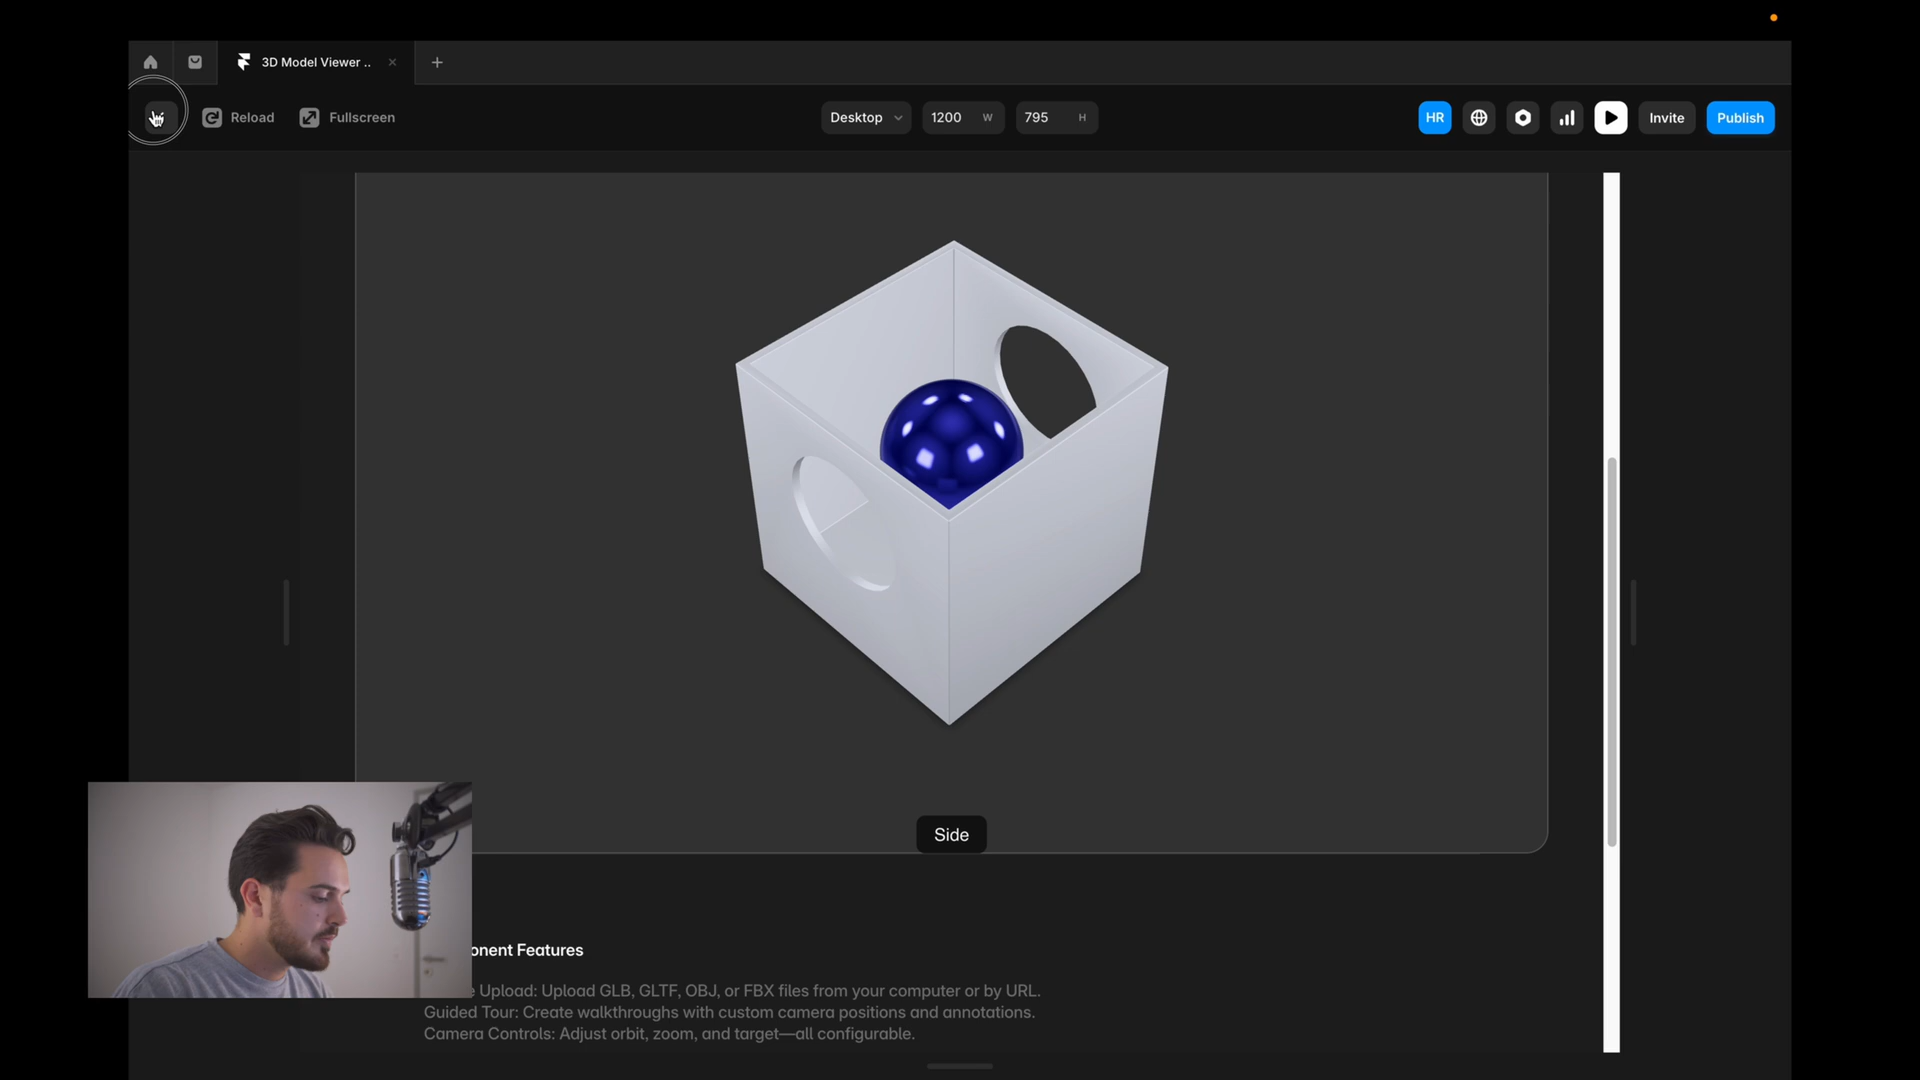 3D Model Viewer ..
Reload
Fullscreen
Desktop
1200 W
795 H
HR
Invite
Publish
Side
onent Features
Upload: Upload GLB, GLTF, OBJ, or FBX files from your computer or by URL.
Guided Tour: Create walkthroughs with custom camera positions and annotations.
Camera Controls: Adjust orbit, zoom, and target—all configurable.